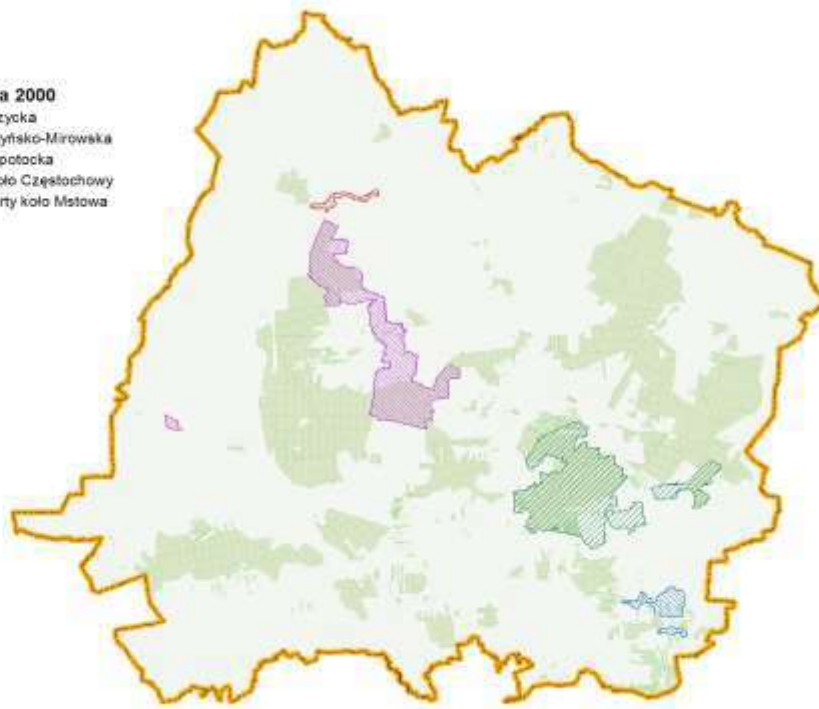 a 2000
zycka
yńsko-Mirowska
potocka
oło Częstochowy
rty koło Mstowa